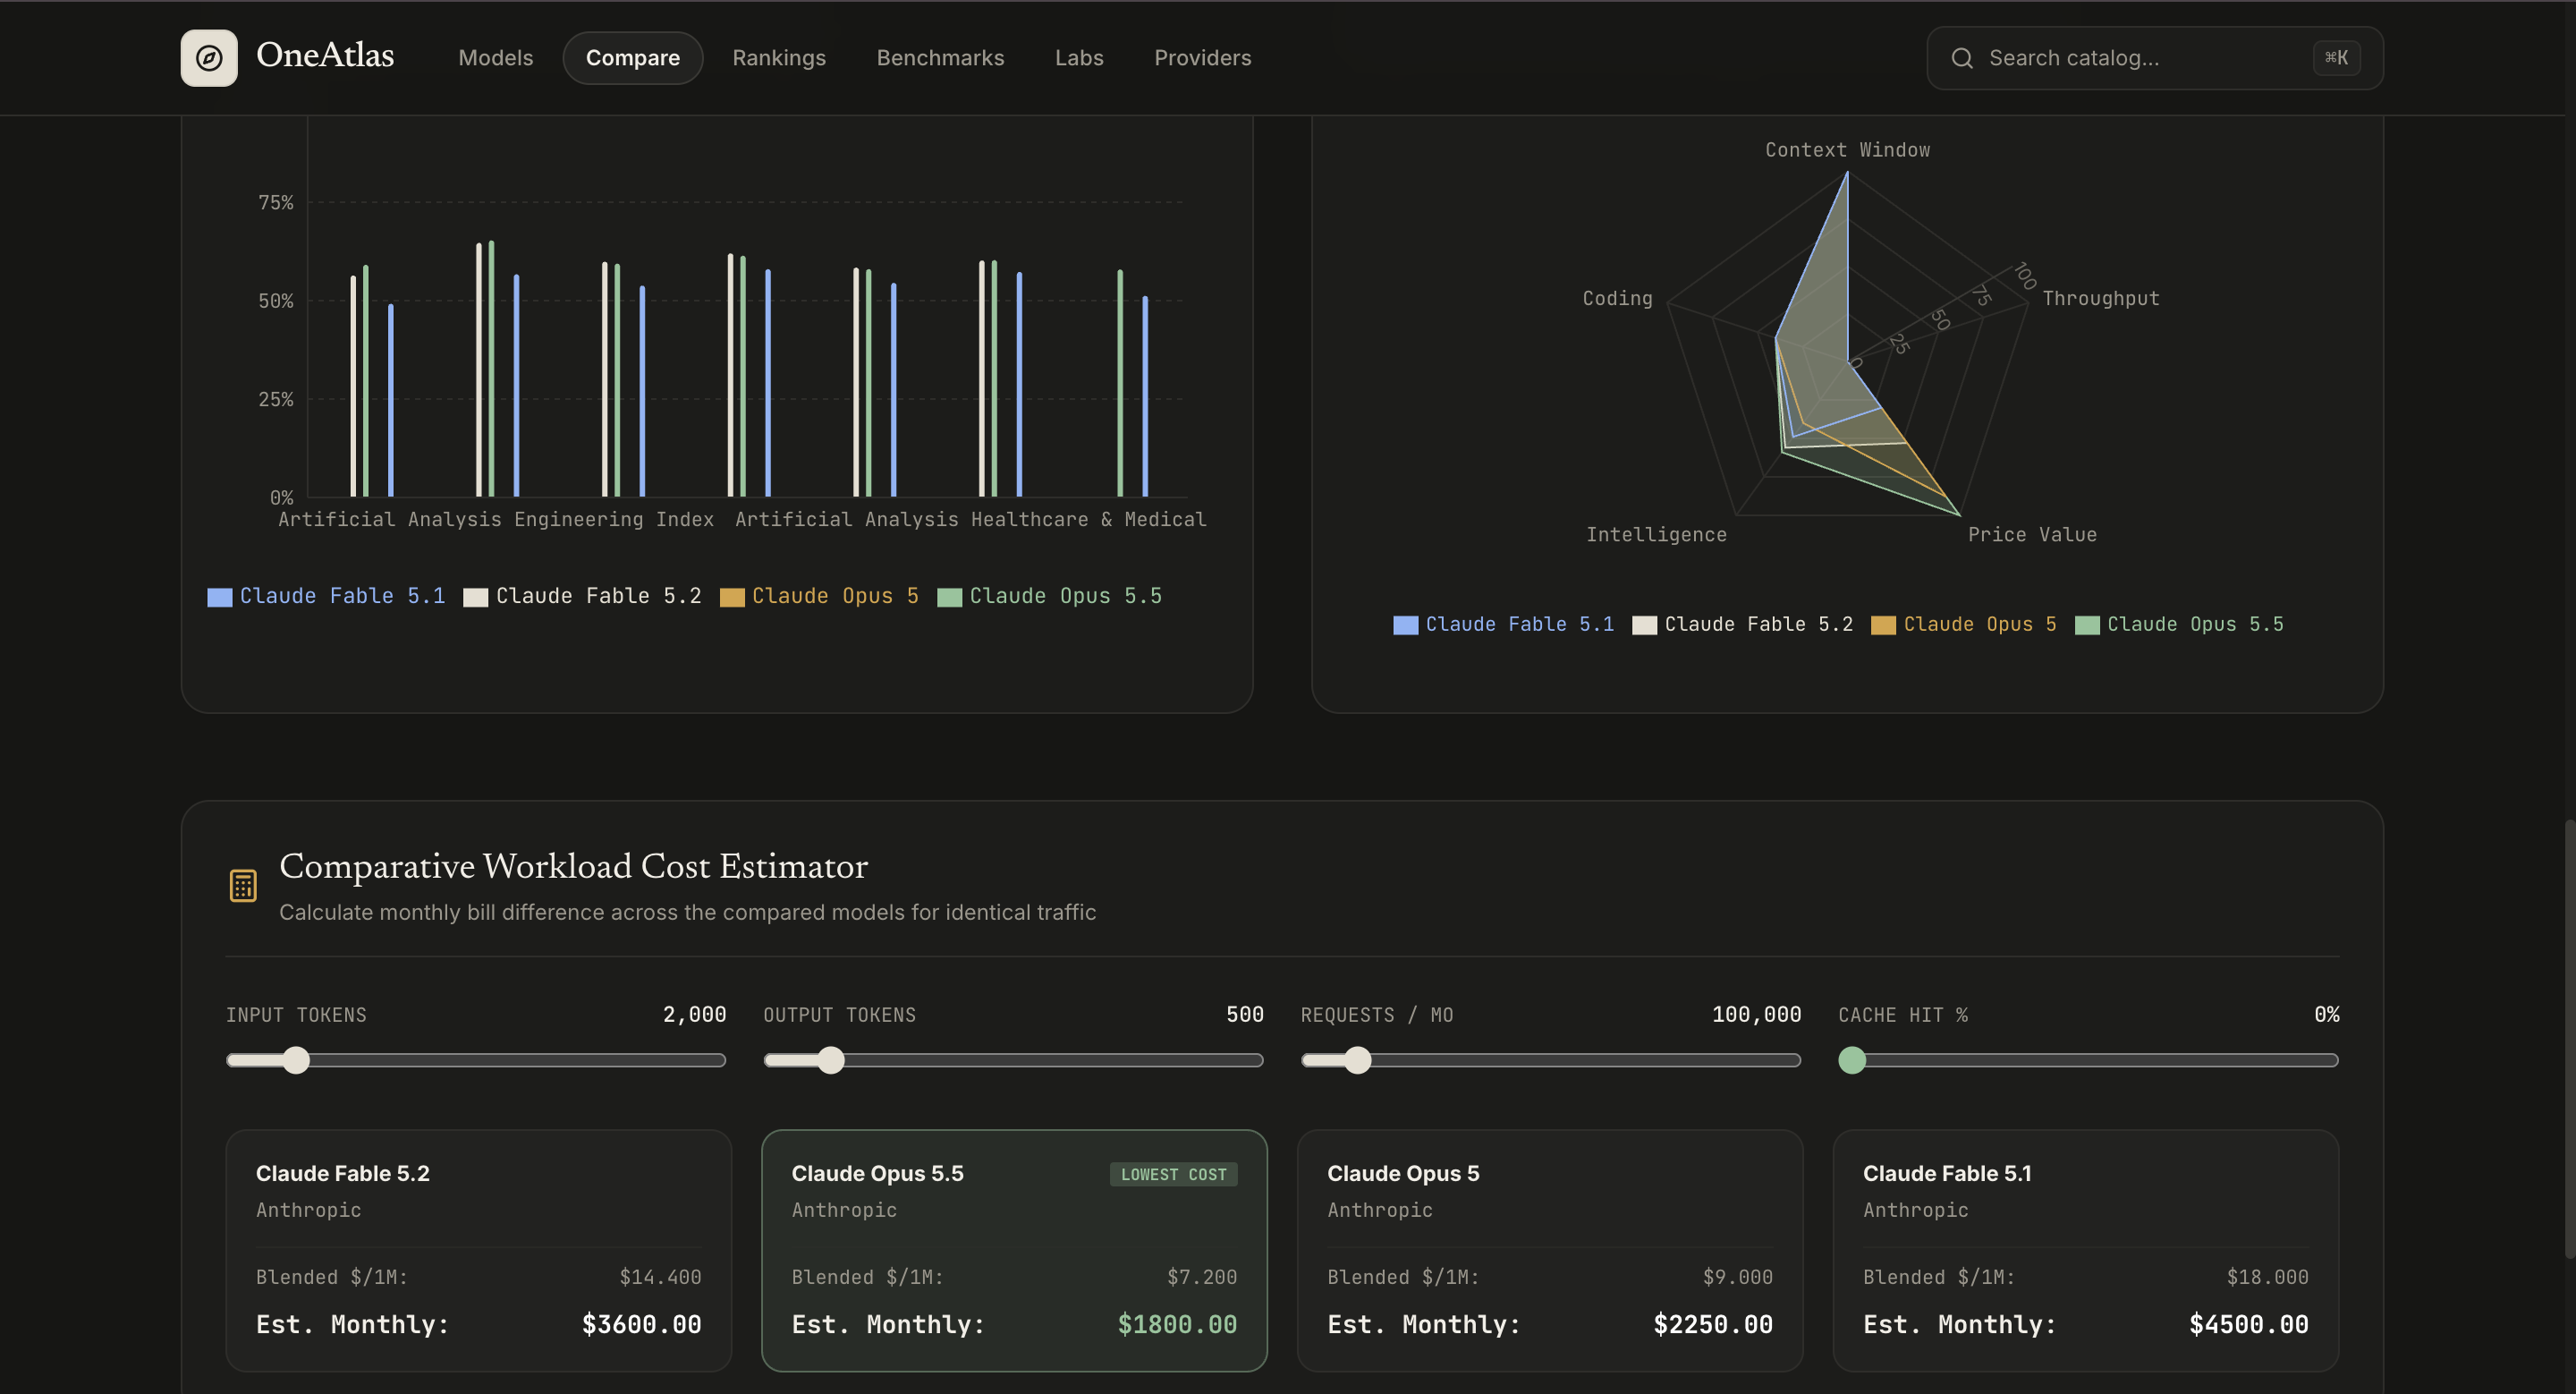 OneAtlas
Models
Compare
Rankings
Benchmarks
Labs
Providers
Search catalog...
⌘K
75%
50%
25%
0%
Artificial Analysis Engineering Index
Artificial Analysis Healthcare & Medical
Claude Fable 5.1
Claude Fable 5.2
Claude Opus 5
Claude Opus 5.5
Context Window
Coding
Throughput
100
75
50
25
0
Intelligence
Price Value
Claude Fable 5.1
Claude Fable 5.2
Claude Opus 5
Claude Opus 5.5
Comparative Workload Cost Estimator
Calculate monthly bill difference across the compared models for identical traffic
INPUT TOKENS 2,000
OUTPUT TOKENS 500
REQUESTS / MO 100,000
CACHE HIT % 0%
Claude Fable 5.2
Anthropic
Blended $/1M: $14.400
Est. Monthly: $3600.00
Claude Opus 5.5 LOWEST COST
Anthropic
Blended $/1M: $7.200
Est. Monthly: $1800.00
Claude Opus 5
Anthropic
Blended $/1M: $9.000
Est. Monthly: $2250.00
Claude Fable 5.1
Anthropic
Blended $/1M: $18.000
Est. Monthly: $4500.00